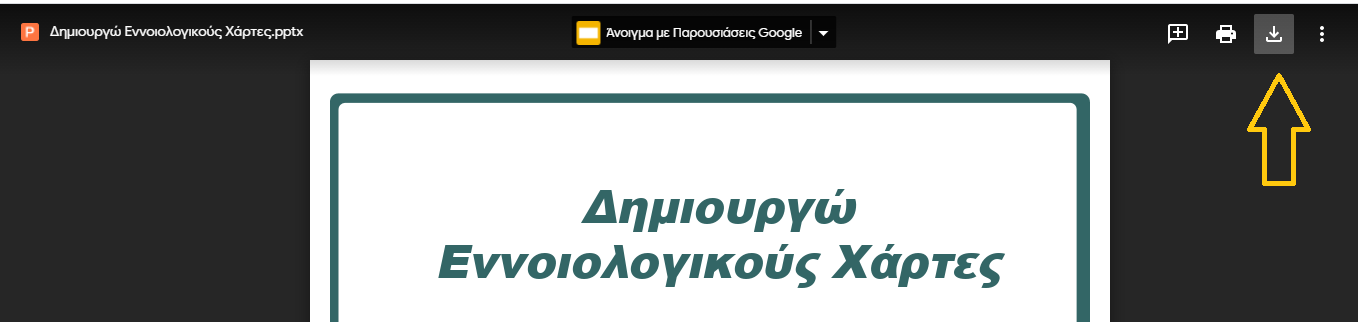 P Δημιουργώ Εννοιολογικούς Χάρτες.pptx
Άνοιγμα με Παρουσιάσεις Google
Δημιουργώ
Εννοιολογικούς Χάρτες